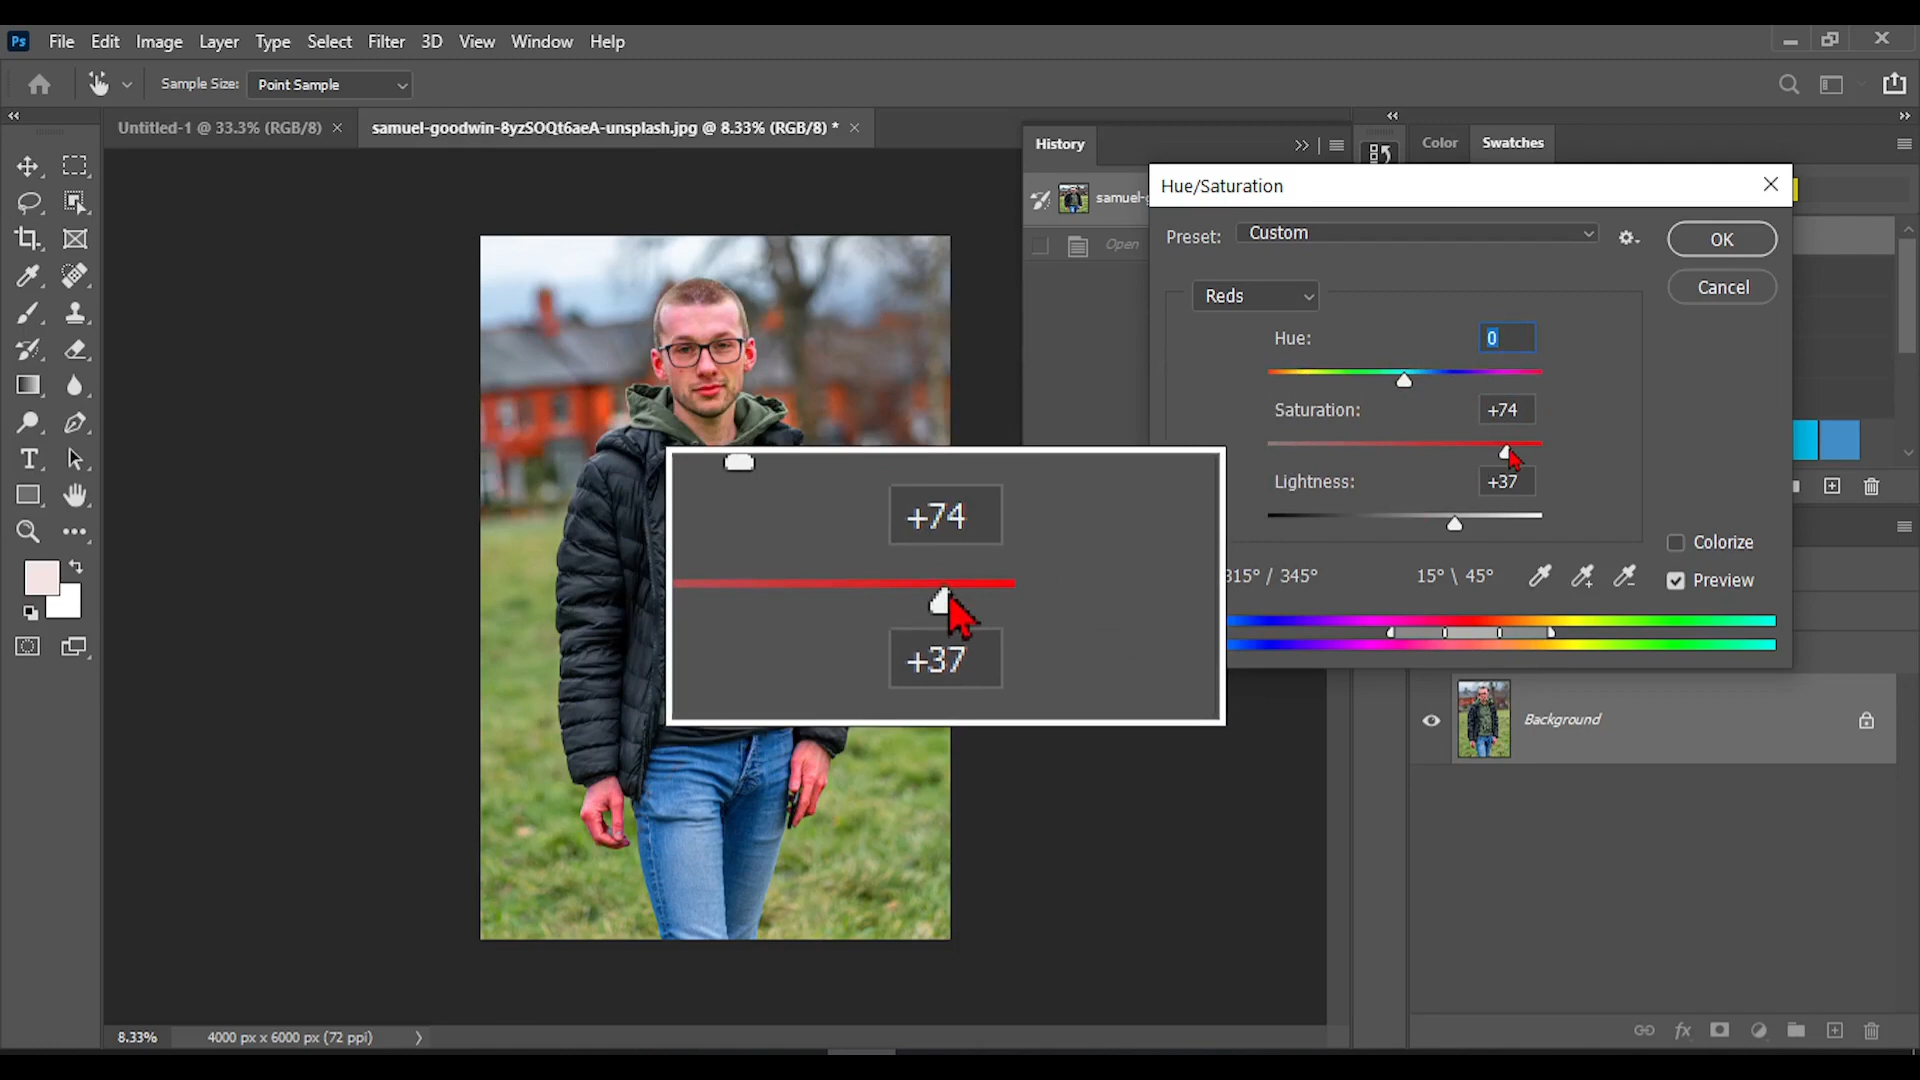 Ps File Edit Image Layer Type Select Filter 3D View Window Help
Sample Size: Point Sample
Untitled-1 @ 33.3% (RGB/8) samuel-goodwin-8yzSOQt6aeA-unsplash.jpg @ 8.33% (RGB/8) *
History
Color Swatches
samuel-g
Open
Hue/Saturation
Preset: Custom
OK
Cancel
Reds
Hue: 0
Saturation: +74
Lightness: +37
Colorize
Preview
315° / 345° 15° \ 45°
+74
+37
T
Background
fx
8.33% 4000 px x 6000 px (72 ppi)